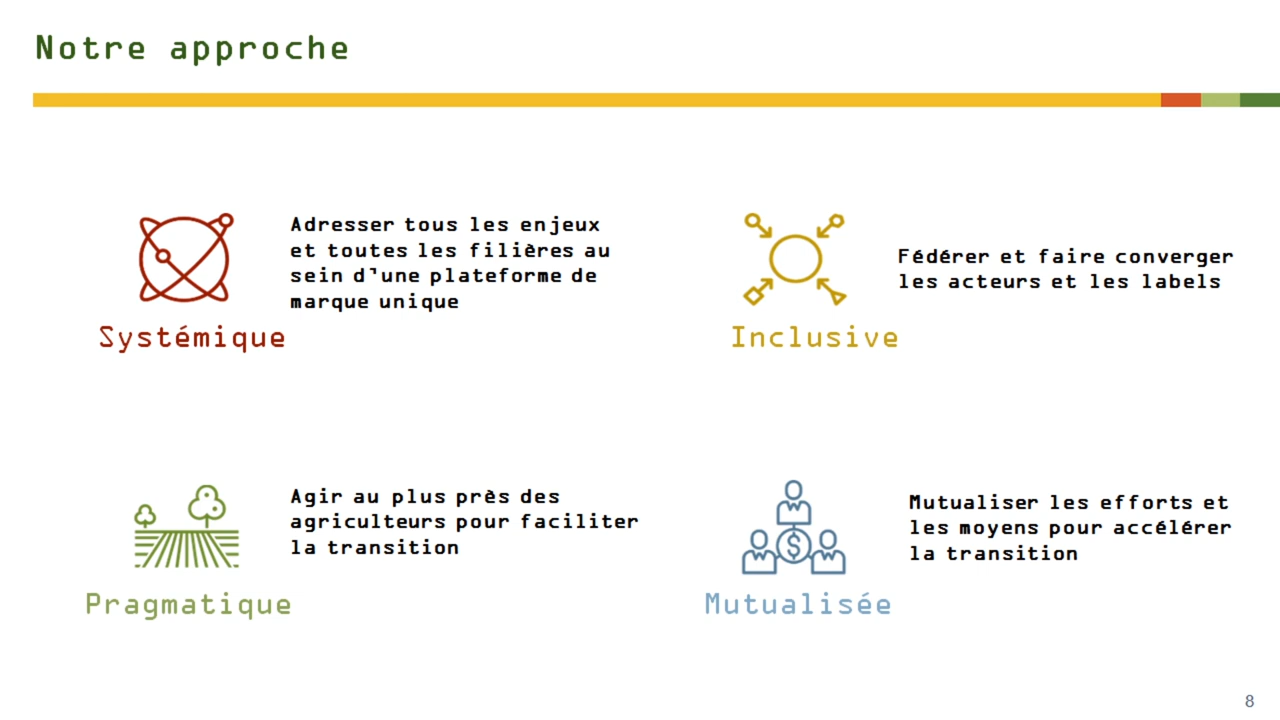 Notre approche
Adresser tous les enjeux
et toutes les filières au
sein d'une plateforme de
marque unique
Systémique
Fédérer et faire converger
les acteurs et les labels
Inclusive
Agir au plus près des
agriculteurs pour faciliter
la transition
Pragmatique
$
Mutualiser les efforts et
les moyens pour accélérer
la transition
Mutualisée
8